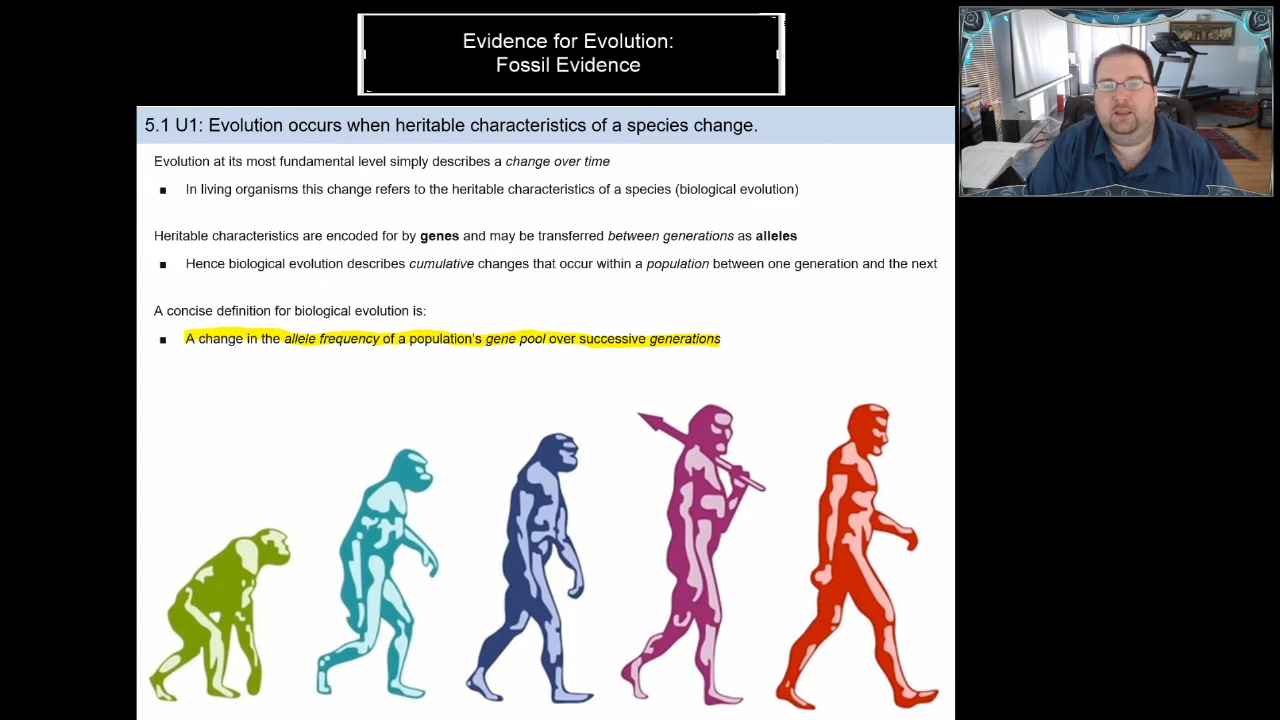 Evidence for Evolution:
Fossil Evidence
5.1 U1: Evolution occurs when heritable characteristics of a species change.
Evolution at its most fundamental level simply describes a change over time
▪ In living organisms this change refers to the heritable characteristics of a species (biological evolution)
Heritable characteristics are encoded for by genes and may be transferred between generations as alleles
▪ Hence biological evolution describes cumulative changes that occur within a population between one generation and the next
A concise definition for biological evolution is:
▪ A change in the allele frequency of a population's gene pool over successive generations